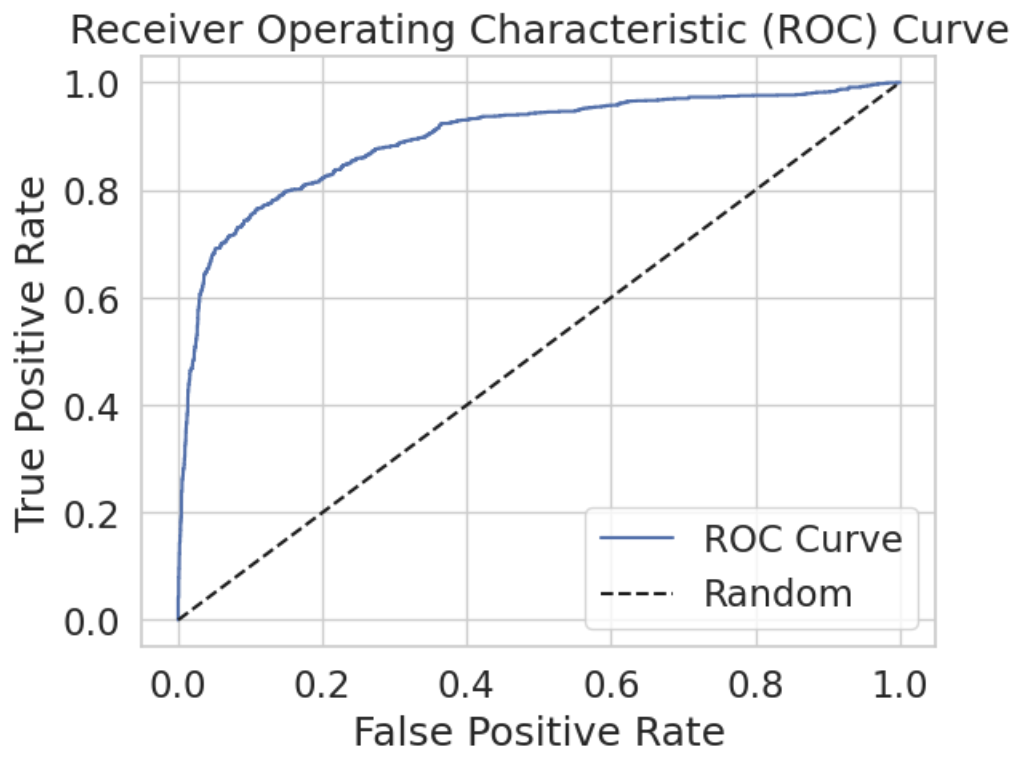 Receiver Operating Characteristic (ROC) Curve
1.0
0.8
0.6
0.4
0.2
0.0
True Positive Rate
ROC Curve
Random
0.0 0.2 0.4 0.6 0.8 1.0
False Positive Rate